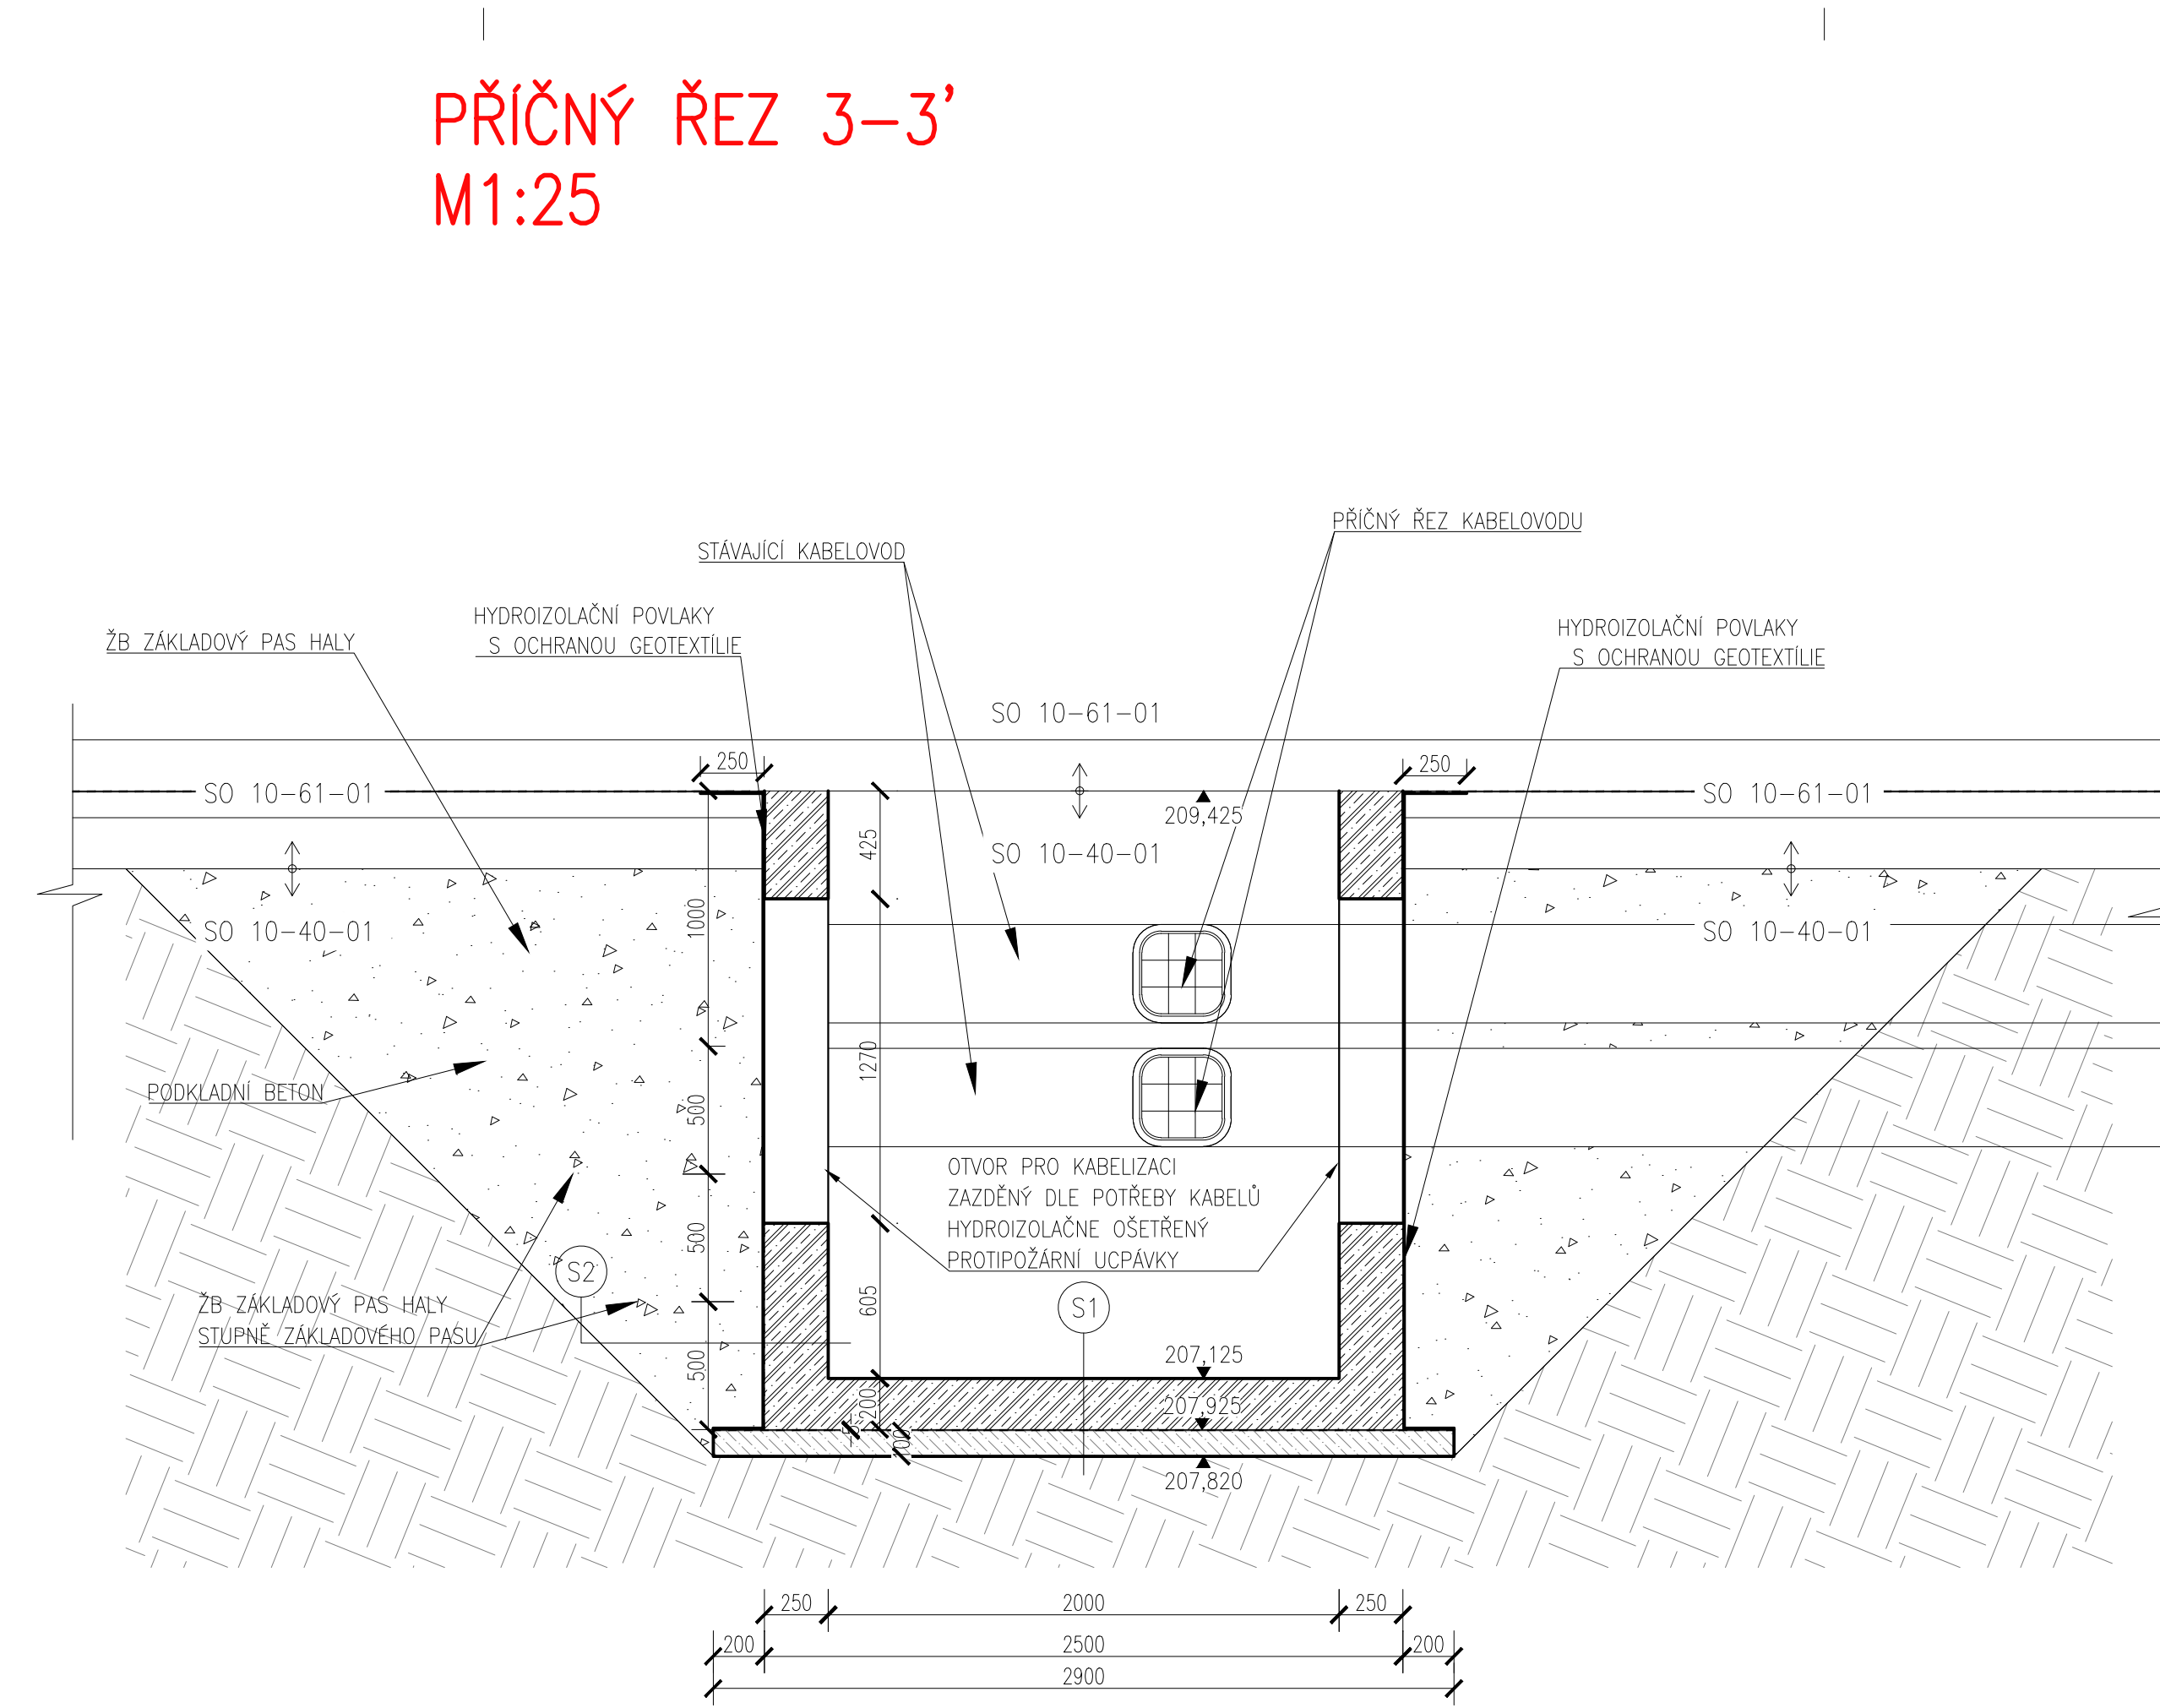 PŘÍČNÝ ŘEZ 3-3'
M1:25
PŘÍČNÝ ŘEZ KABELOVODU
STÁVAJÍCÍ KABELOVOD
HYDROIZOLAČNÍ POVLAKY
S OCHRANOU GEOTEXTÍLIE
ŽB ZÁKLADOVÝ PAS HALY
HYDROIZOLAČNÍ POVLAKY
S OCHRANOU GEOTEXTÍLIE
SO 10-61-01
250
250
SO 10-61-01
SO 10-61-01
209,425
425
SO 10-40-01
1000
SO 10-40-01
SO 10-40-01
1270
PODKLADNÍ BETON
500
OTVOR PRO KABELIZACI
ZAZDĚNÝ DLE POTŘEBY KABELŮ
HYDROIZOLAČNE OŠETŘENÝ
PROTIPOŽÁRNÍ UCPÁVKY
500
S2
605
S1
ŽB ZÁKLADOVÝ PAS HALY
STUPNĚ ZÁKLADOVÉHO PASU
500
207,125
200
207,925
5
100
207,820
250
2000
250
200
2500
200
2900